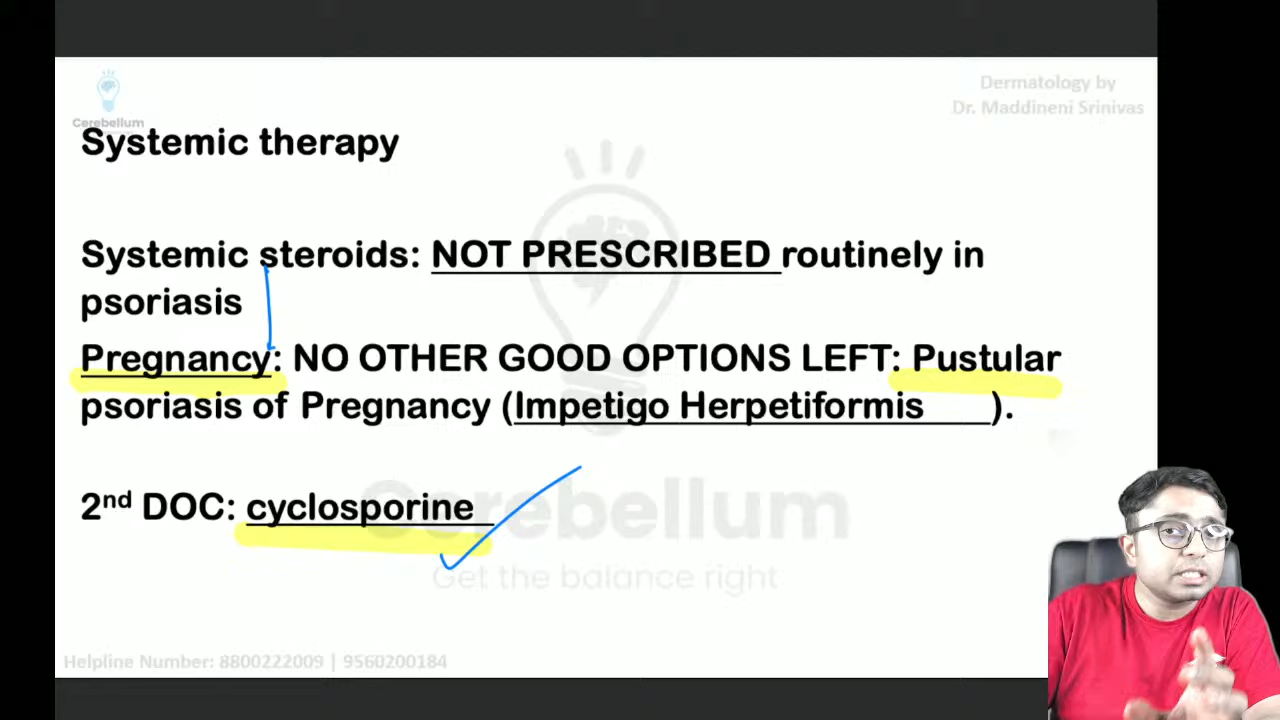 Dermatology by
Dr. Maddineni Srinivas
Cerebellum
Systemic therapy
Systemic steroids: NOT PRESCRIBED routinely in
psoriasis
Pregnancy: NO OTHER GOOD OPTIONS LEFT: Pustular
psoriasis of Pregnancy (Impetigo Herpetiformis ).
2nd DOC: cyclosporine
Cerebellum
Get the balance right
Helpline Number: 8800222009 | 9560200184